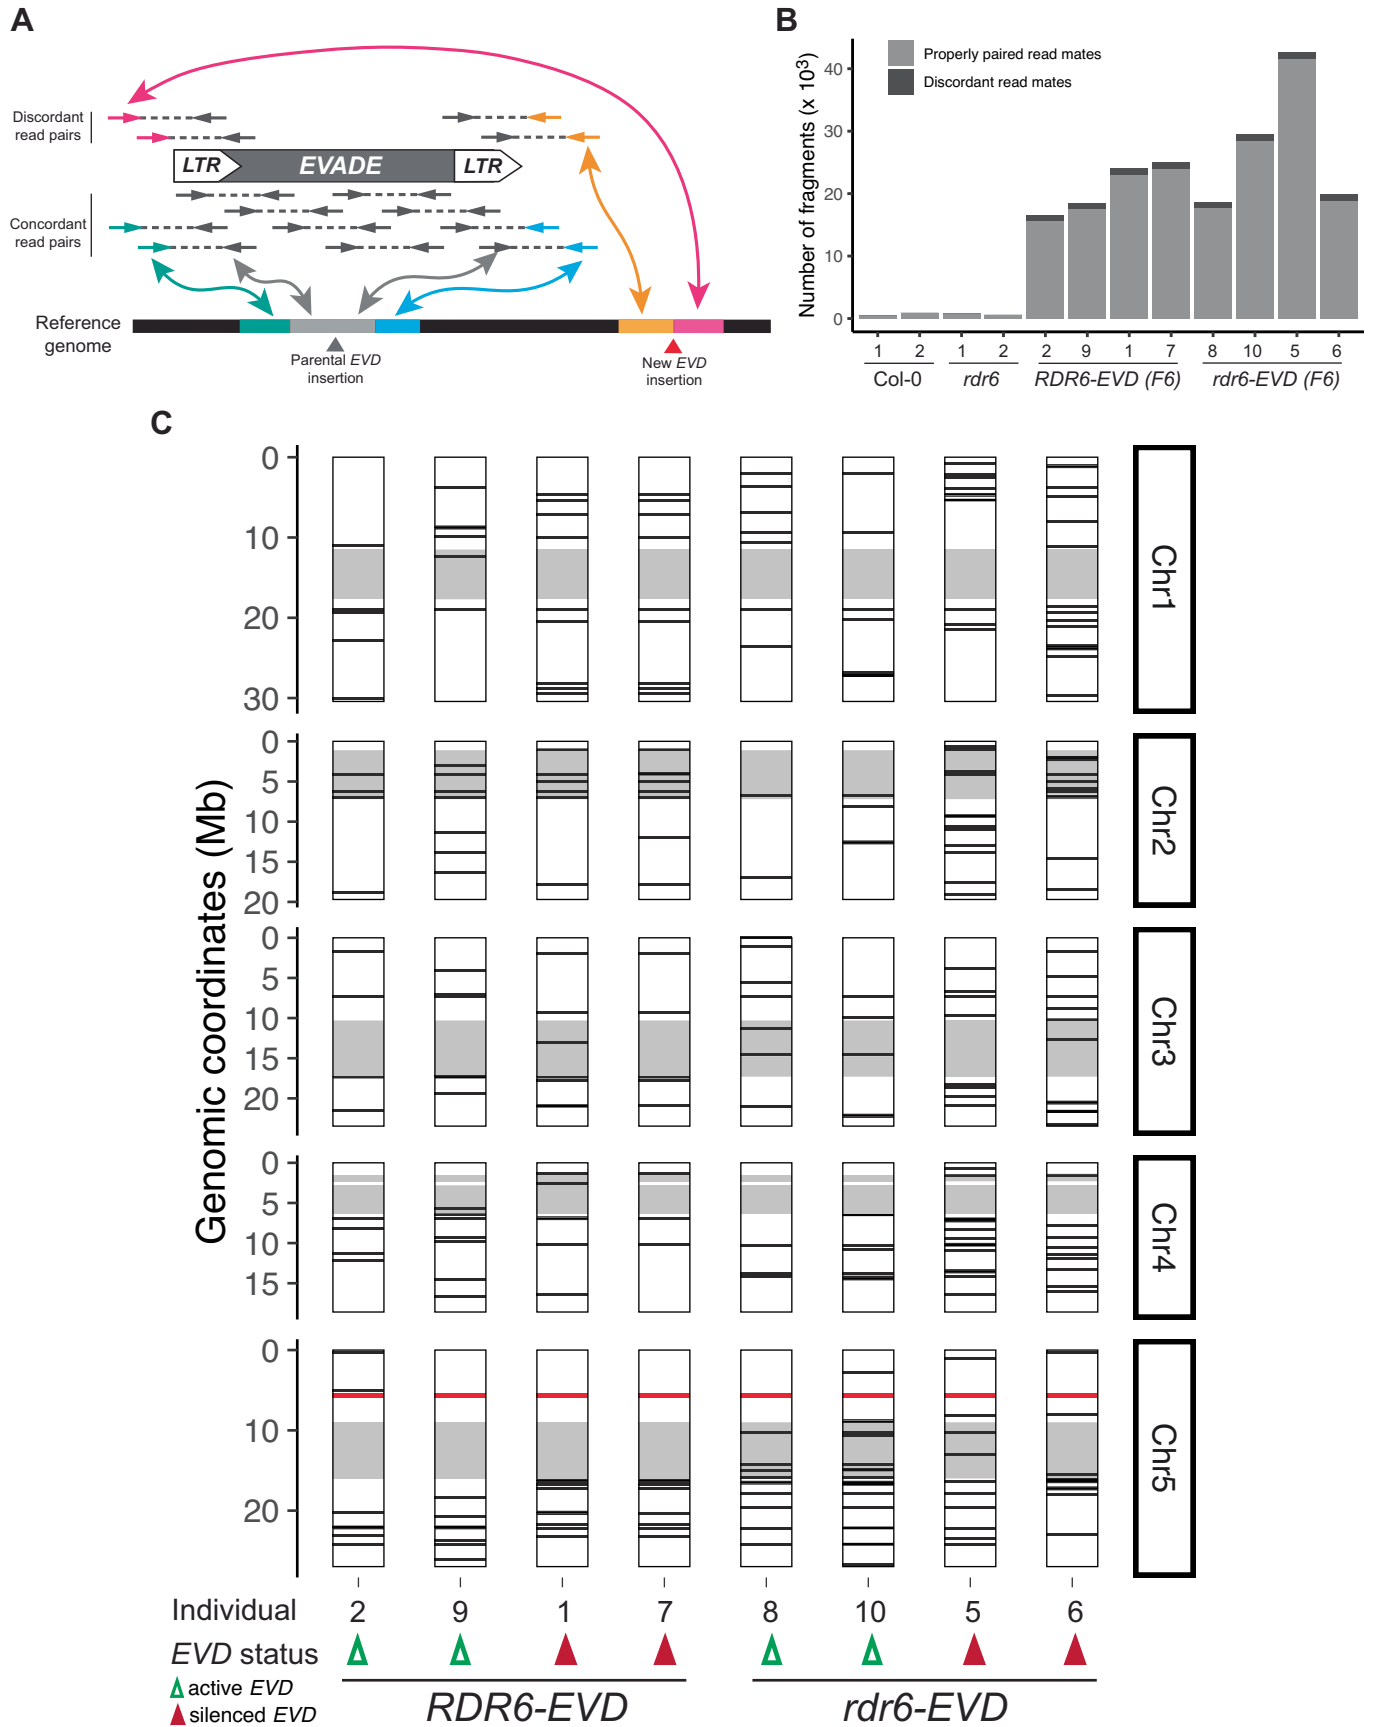 A
Discordant
read pairs
LTR
EVADE
LTR
Concordant
read pairs
Reference
genome
Parental EVD
insertion
New EVD
insertion
B
Number of fragments (x 10³)
40
30
20
10
0
Properly paired read mates
Discordant read mates
1 2 1 2 2 9 1 7 8 10 5 6
Col-0 rdr6 RDR6-EVD (F6) rdr6-EVD (F6)
C
Genomic coordinates (Mb)
0
10
20
30
Chr1
0
5
10
15
20
Chr2
0
5
10
15
20
Chr3
0
5
10
15
Chr4
0
10
20
Chr5
Individual 2 9 1 7 8 10 5 6
EVD status
active EVD
silenced EVD
RDR6-EVD rdr6-EVD